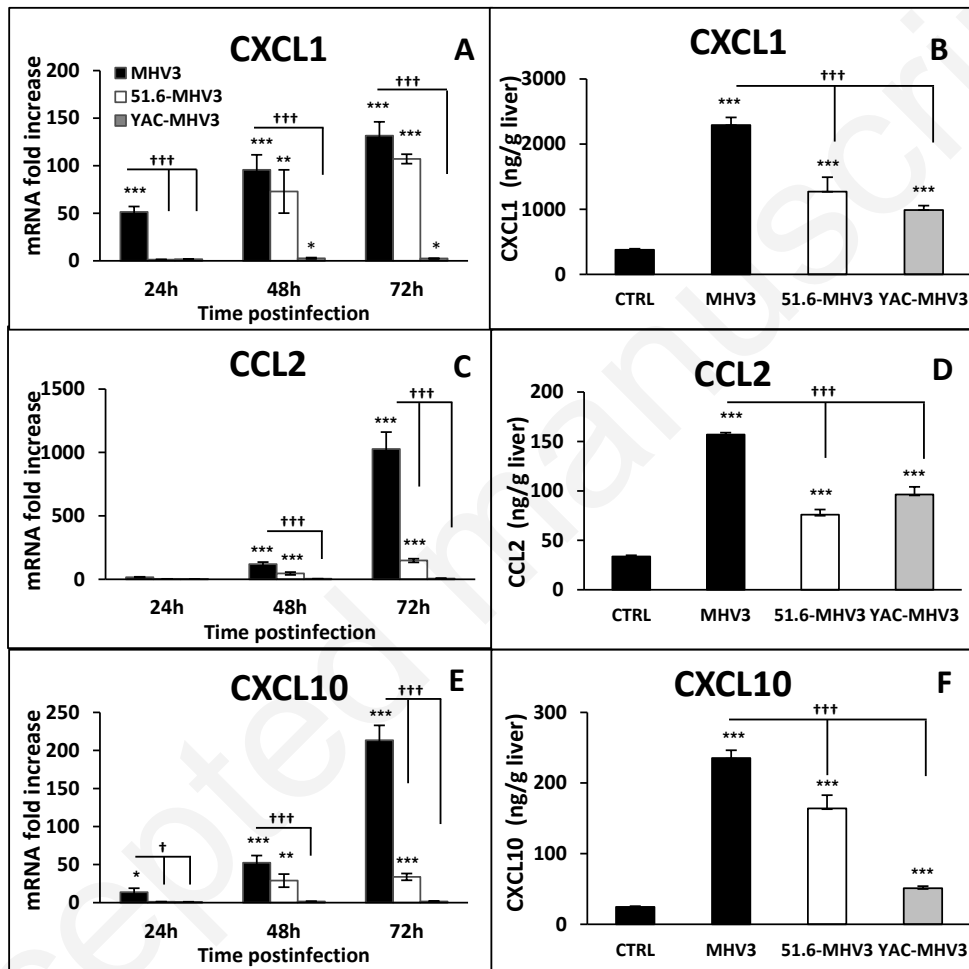 CXCL1 A
mRNA fold increase
200
150
100
50
0
MHV3
51.6-MHV3
YAC-MHV3
†††
***
†††
***
**
*
†††
***
***
*
24h 48h 72h
Time postinfection
CXCL1 B
CXCL1 (ng/g liver)
3000
2000
1000
0
†††
***
***
***
CTRL MHV3 51.6-MHV3 YAC-MHV3
CCL2 C
mRNA fold increase
1500
1000
500
0
†††
***
***
†††
***
***
24h 48h 72h
Time postinfection
CCL2 D
CCL2 (ng/g liver)
200
150
100
50
0
†††
***
***
***
CTRL MHV3 51.6-MHV3 YAC-MHV3
CXCL10 E
mRNA fold increase
250
200
150
100
50
0
†
*
†††
***
**
†††
***
***
24h 48h 72h
Time postinfection
CXCL10 F
CXCL10 (ng/g liver)
300
200
100
0
†††
***
***
***
CTRL MHV3 51.6-MHV3 YAC-MHV3
cepted manuscri